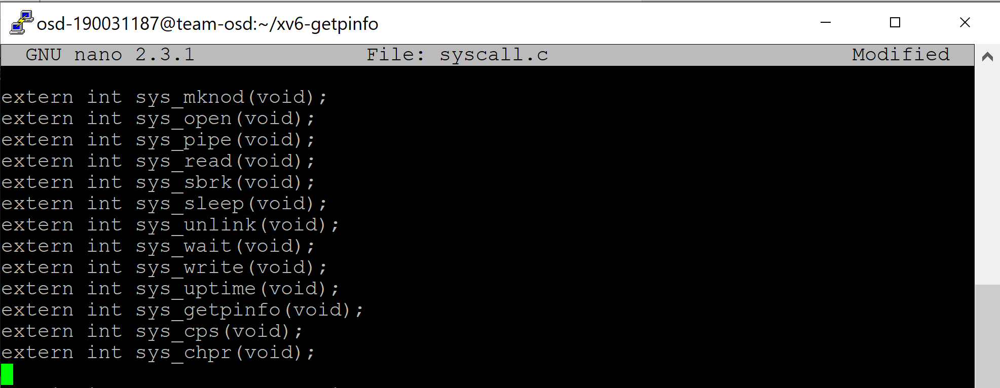 osd-190031187@team-osd:~/xv6-getpinfo
GNU nano 2.3.1 File: syscall.c Modified
extern int sys_mknod(void);
extern int sys_open(void);
extern int sys_pipe(void);
extern int sys_read(void);
extern int sys_sbrk(void);
extern int sys_sleep(void);
extern int sys_unlink(void);
extern int sys_wait(void);
extern int sys_write(void);
extern int sys_uptime(void);
extern int sys_getpinfo(void);
extern int sys_cps(void);
extern int sys_chpr(void);